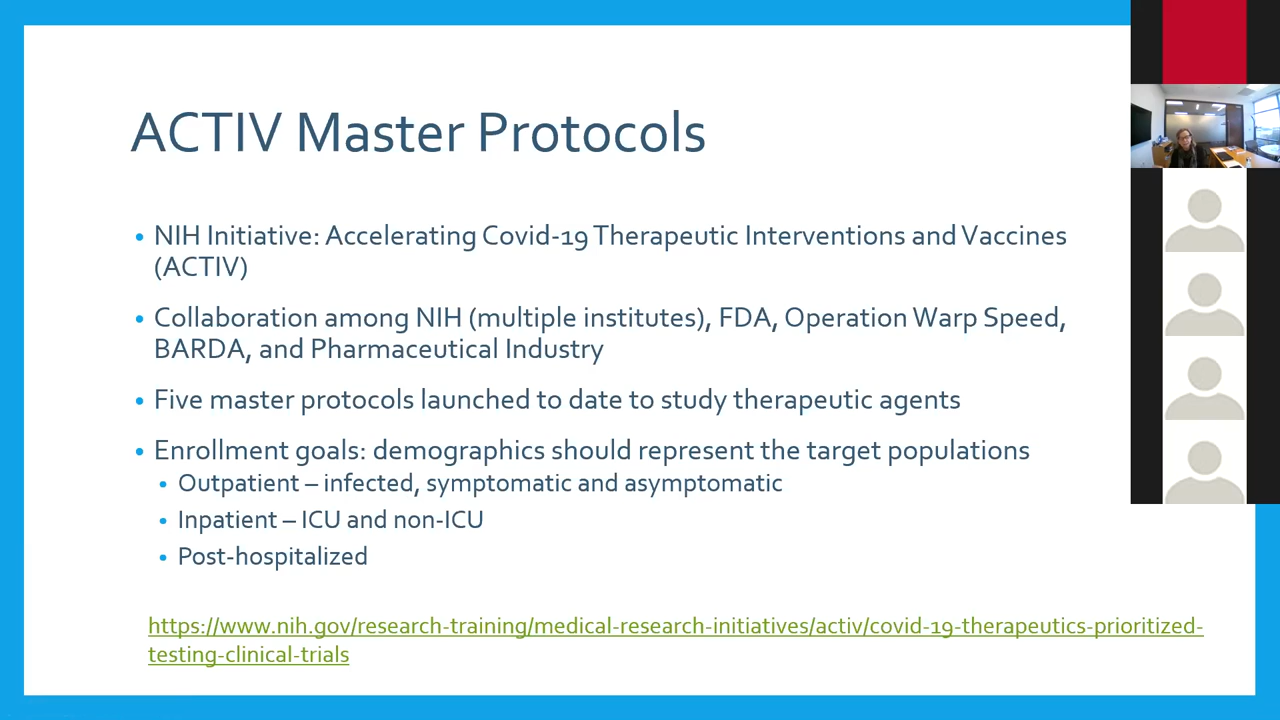 ACTIV Master Protocols
• NIH Initiative: Accelerating Covid-19 Therapeutic Interventions and Vaccines
(ACTIV)
• Collaboration among NIH (multiple institutes), FDA, Operation Warp Speed,
BARDA, and Pharmaceutical Industry
• Five master protocols launched to date to study therapeutic agents
• Enrollment goals: demographics should represent the target populations
• Outpatient – infected, symptomatic and asymptomatic
• Inpatient – ICU and non-ICU
• Post-hospitalized
https://www.nih.gov/research-training/medical-research-initiatives/activ/covid-19-therapeutics-prioritized-
testing-clinical-trials